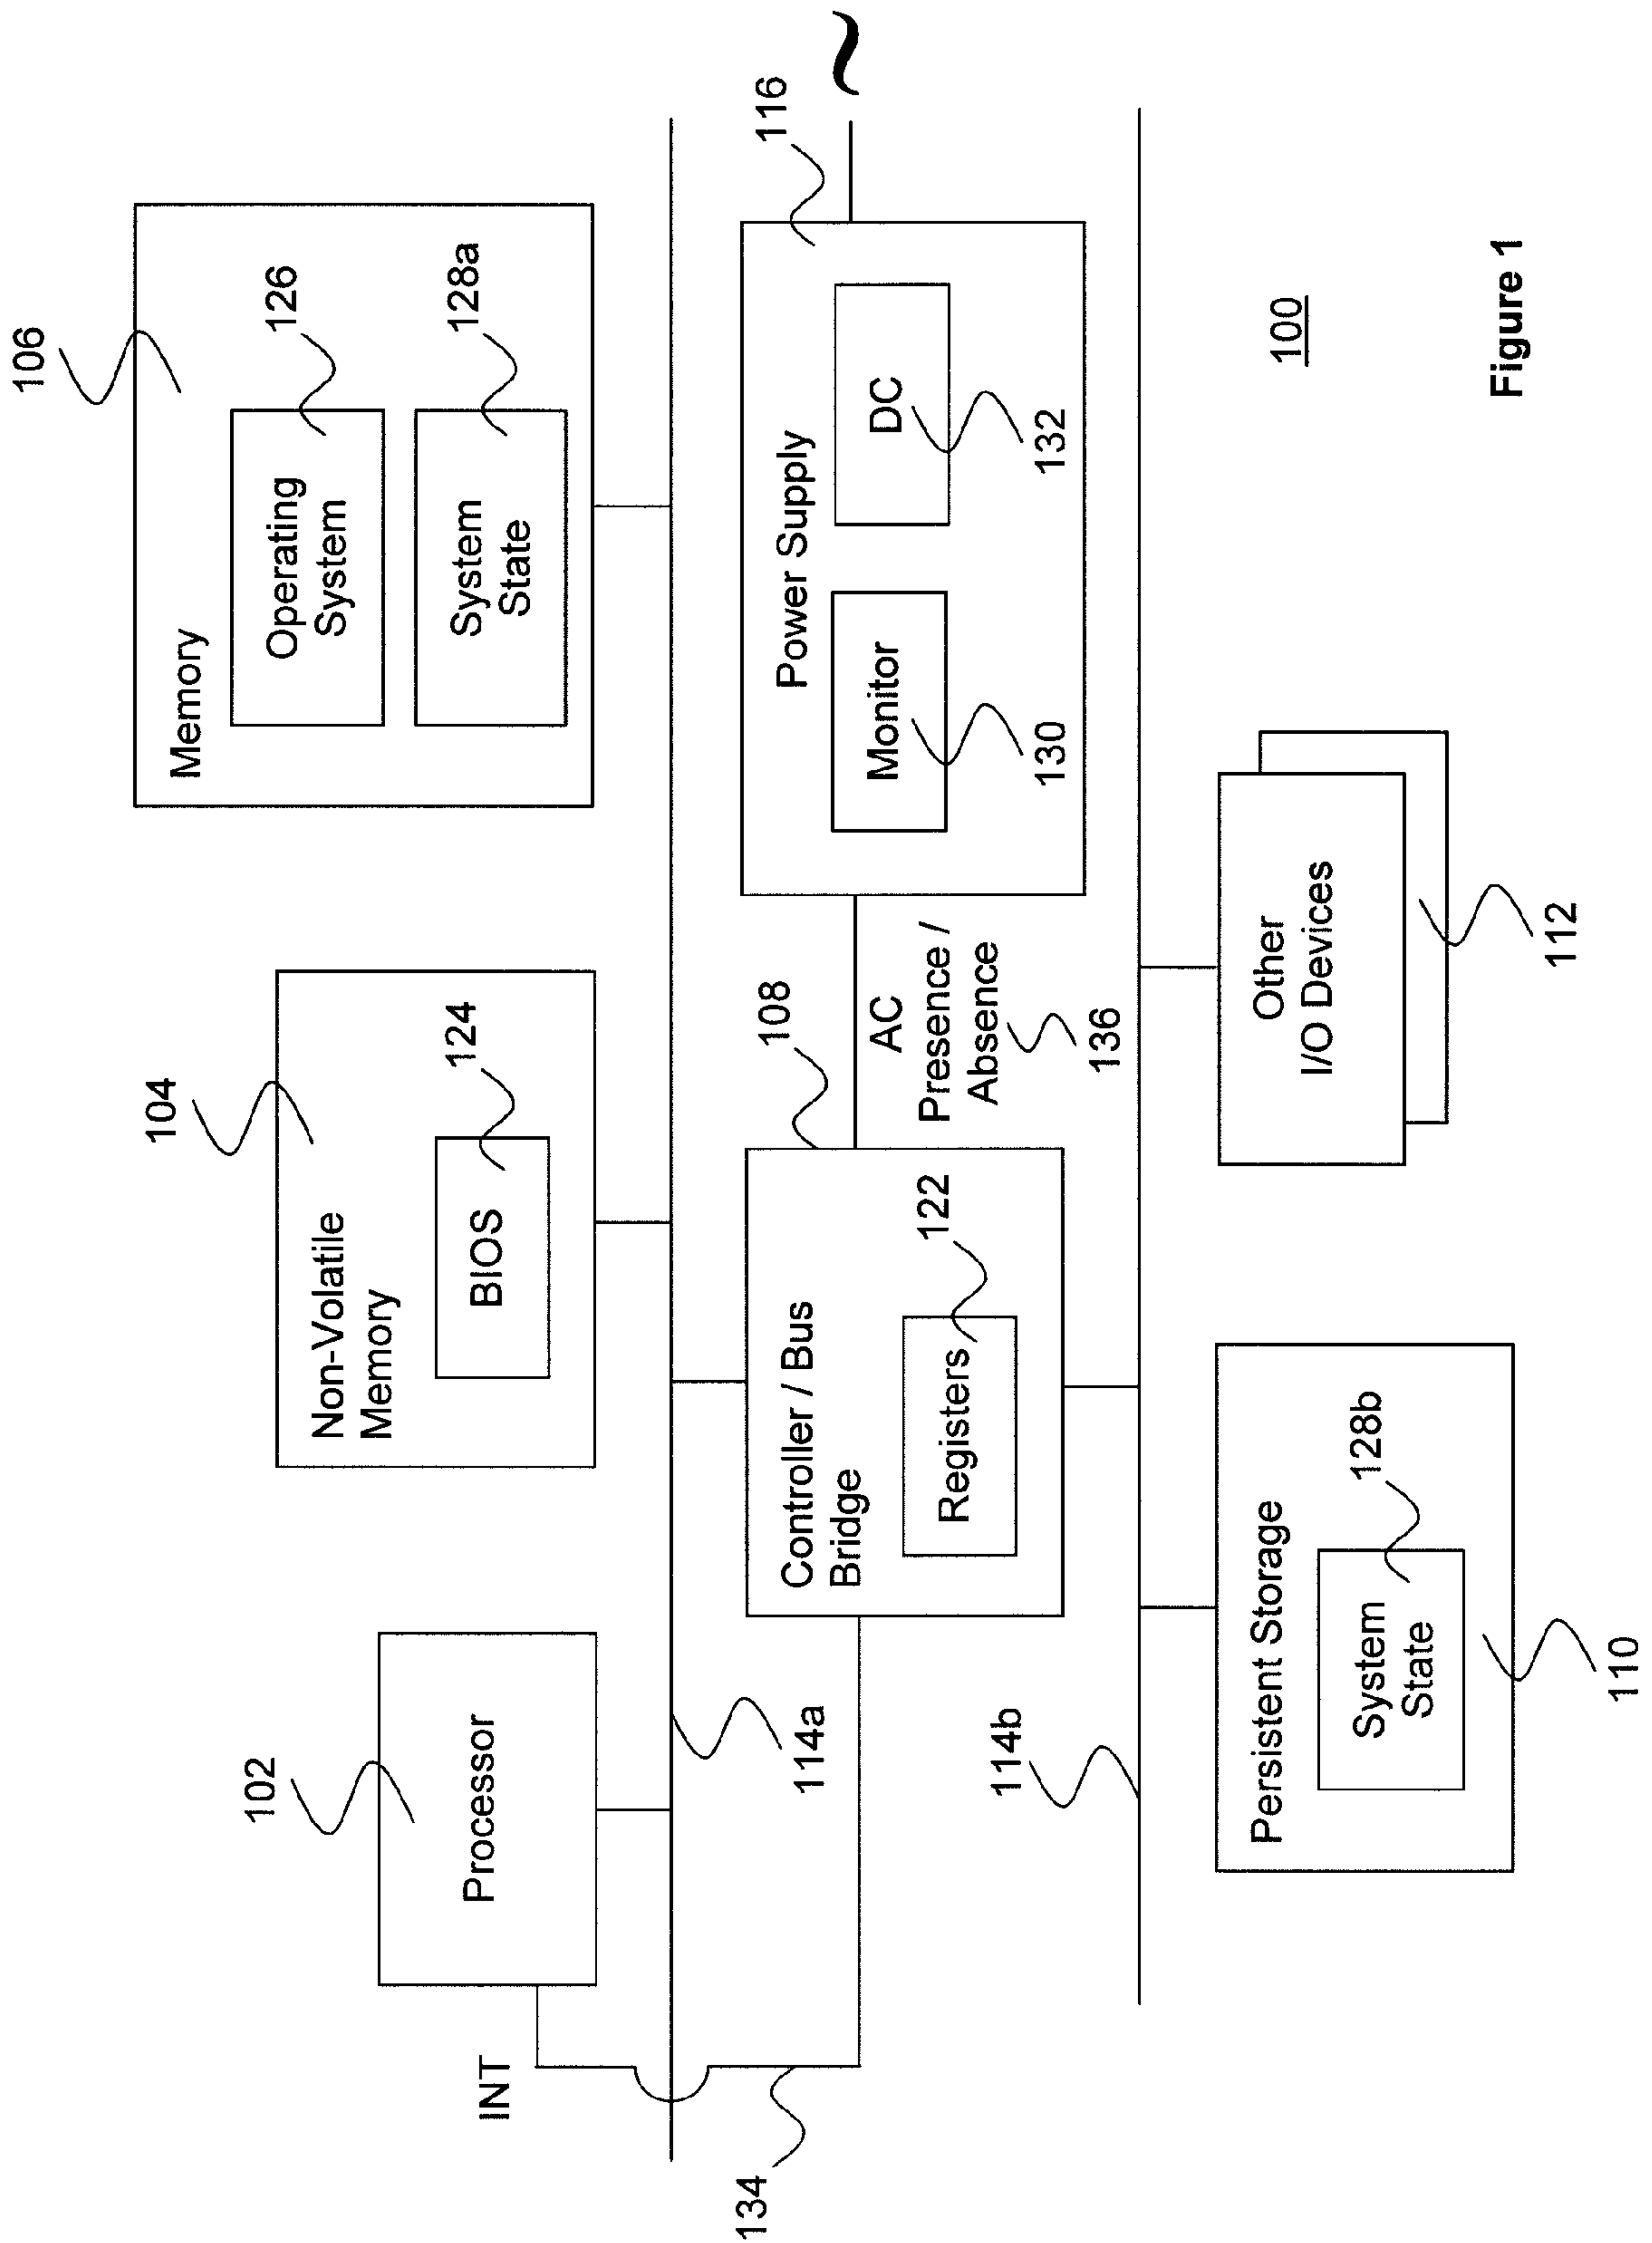 106
Memory
126
Operating
System
128a
System
State
104
Non-Volatile
Memory
124
BIOS
102
Processor
INT
134
114a
108
Controller / Bus
Bridge
122
Registers
AC
Presence /
Absence
136
116
Power Supply
Monitor
130
DC
132
~
114b
Persistent Storage
128b
System
State
110
Other
I/O Devices
112
100
Figure 1